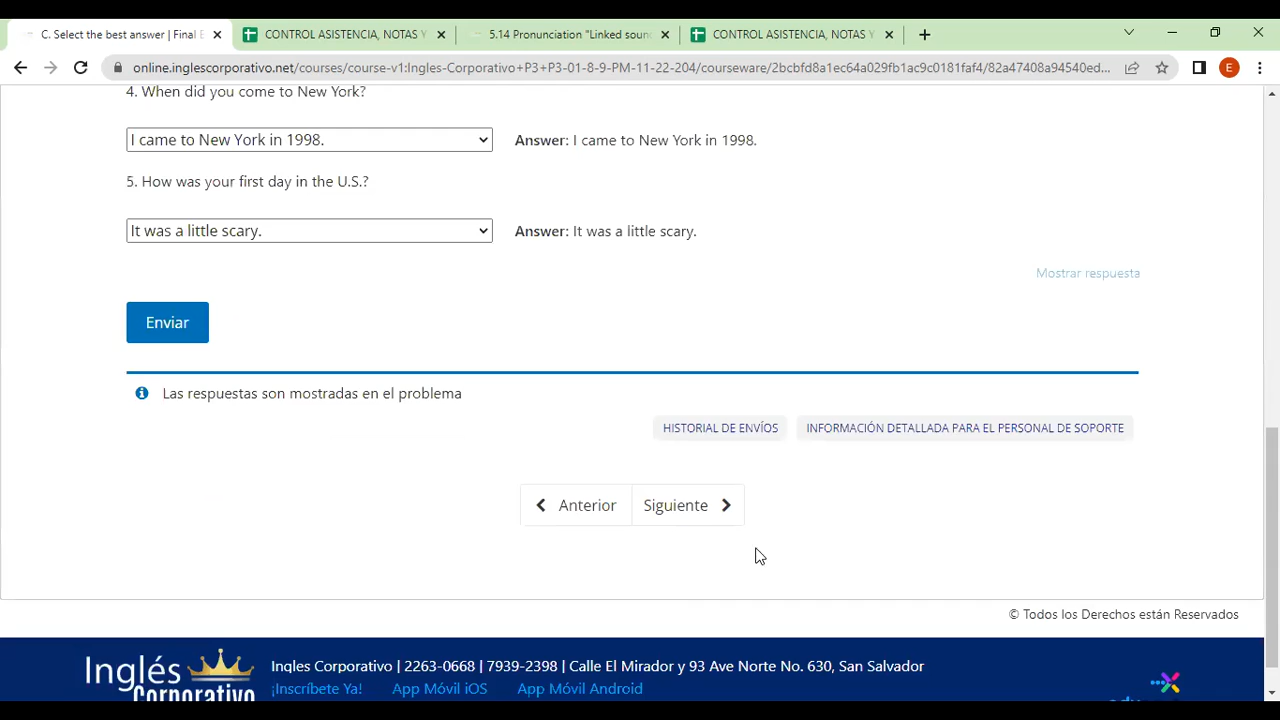 C. Select the best answer | Final E
CONTROL ASISTENCIA, NOTAS Y
5.14 Pronunciation "Linked soun
CONTROL ASISTENCIA, NOTAS Y
online.inglescorporativo.net/courses/course-v1:Ingles-Corporativo+P3+P3-01-8-9-PM-11-22-204/courseware/2bcbfd8a1ec64a029fb1ac9c0181faf4/82a47408a94540ed...
E
4. When did you come to New York?
I came to New York in 1998.
Answer: I came to New York in 1998.
5. How was your first day in the U.S.?
It was a little scary.
Answer: It was a little scary.
Mostrar respuesta
Enviar
Las respuestas son mostradas en el problema
HISTORIAL DE ENVÍOS
INFORMACIÓN DETALLADA PARA EL PERSONAL DE SOPORTE
Anterior
Siguiente
© Todos los Derechos están Reservados
Inglés
Corporativo
Ingles Corporativo | 2263-0668 | 7939-2398 | Calle El Mirador y 93 Ave Norte No. 630, San Salvador
¡Inscríbete Ya!
App Móvil iOS
App Móvil Android